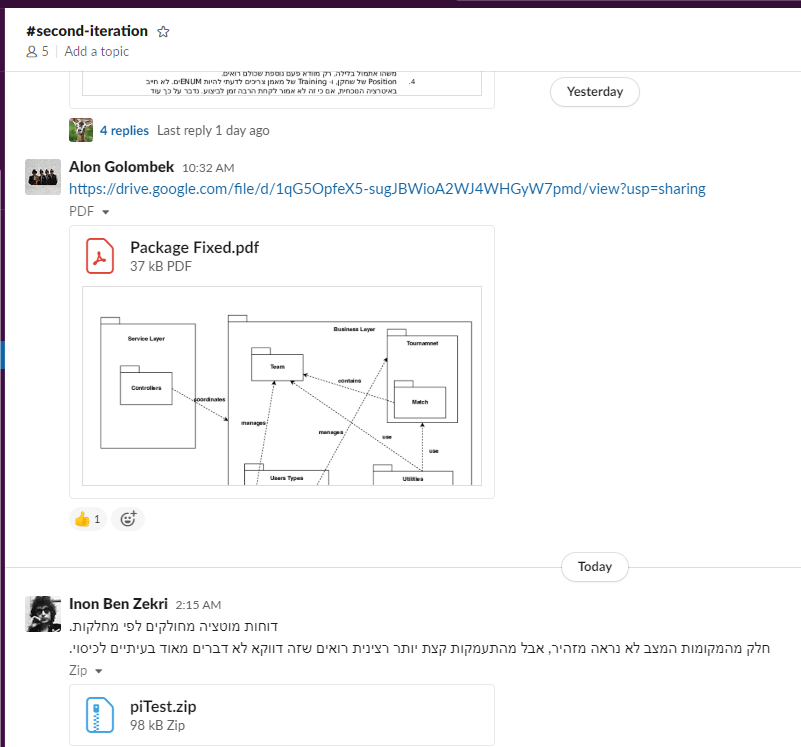 #second-iteration
5 | Add a topic
משהו אתמול בלילה, רק מוודא פעם נוספת שכולם רואים.
4. Position של שחקן, ו- Training של מאמן צריכים לדעתי להיות ENUMים. לא חייב
באיטרציה הנוכחית, אם כי זה לא אמור לקחת הרבה זמן לביצוע. נדבר על כך עוד
Yesterday
4 replies Last reply 1 day ago
Alon Golombek 10:32 AM
https://drive.google.com/file/d/1qG5OpfeX5-sugJBWioA2WJ4WHGyW7pmd/view?usp=sharing
PDF
Package Fixed.pdf
37 kB PDF
Business Layer
Service Layer
Tournamnet
Team
contains
Controllers
coordinates
Match
manages
manages
use
use
Users Types
Utilities
1
Today
Inon Ben Zekri 2:15 AM
דוחות מוטציה מחולקים לפי מחלקות.
חלק מהמקומות המצב לא נראה מזהיר, אבל מהתעמקות קצת יותר רצינית רואים שזה דווקא לא דברים מאוד בעיתיים לכיסוי.
Zip
piTest.zip
98 kB Zip